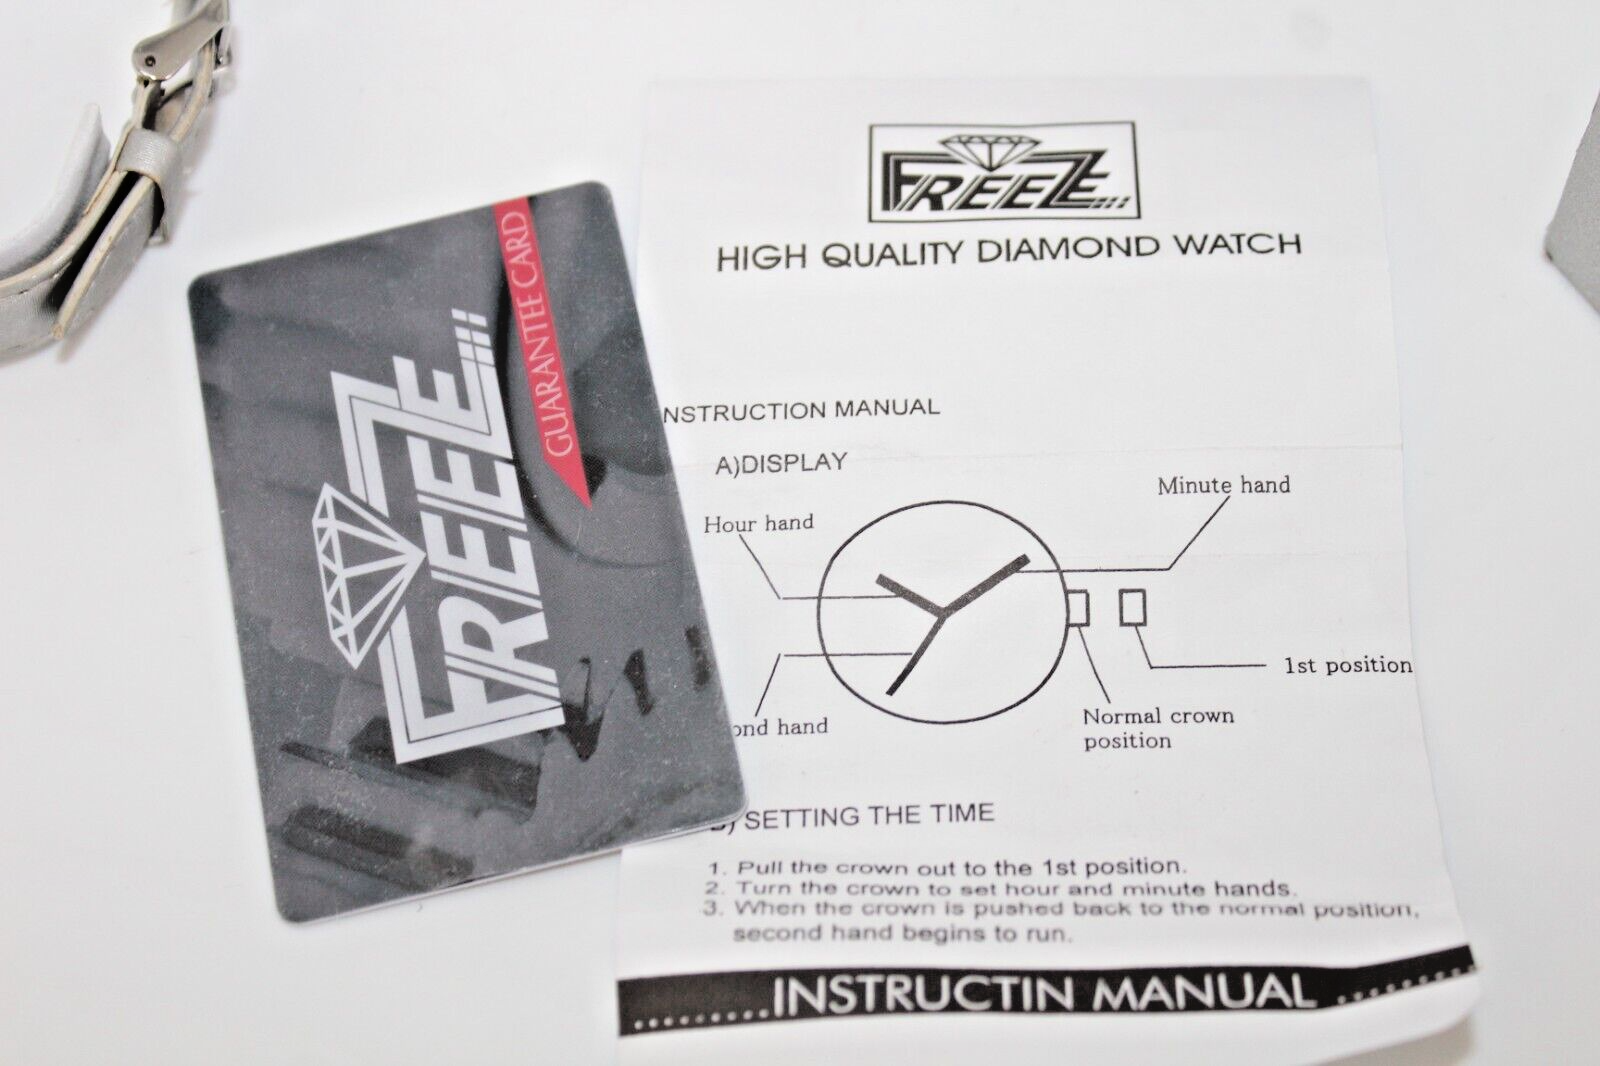 FREEZE...
GUARANTEE CARD
FREEZE...
HIGH QUALITY DIAMOND WATCH
NSTRUCTION MANUAL
A)DISPLAY
Minute hand
Hour hand
1st position
ond hand
Normal crown
position
) SETTING THE TIME
1. Pull the crown out to the 1st position.
2. Turn the crown to set hour and minute hands.
3. When the crown is pushed back to the normal position,
second hand begins to run.
..........INSTRUCTIN MANUAL ..........